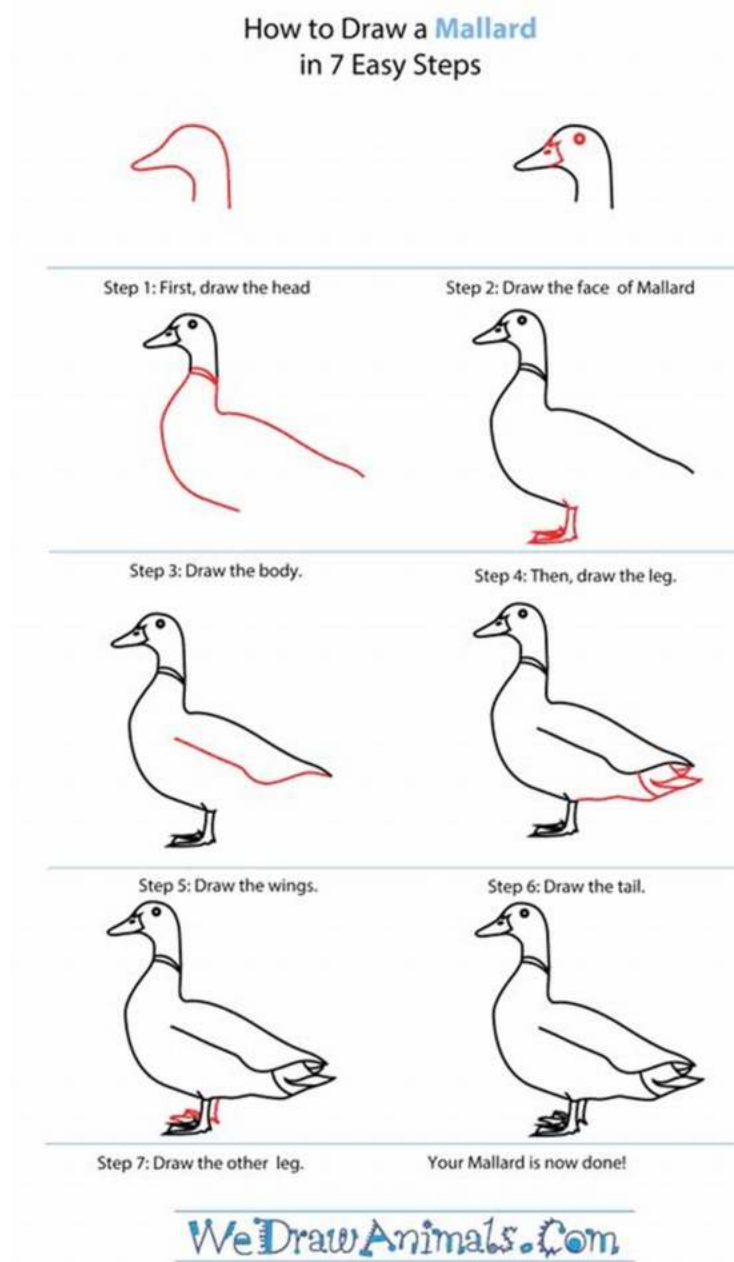 How to Draw a Mallard
in 7 Easy Steps
Step 1: First, draw the head
Step 2: Draw the face of Mallard
Step 3: Draw the body.
Step 4: Then, draw the leg.
Step 5: Draw the wings.
Step 6: Draw the tail.
Step 7: Draw the other leg.
Your Mallard is now done!
WeDrawAnimals.Com